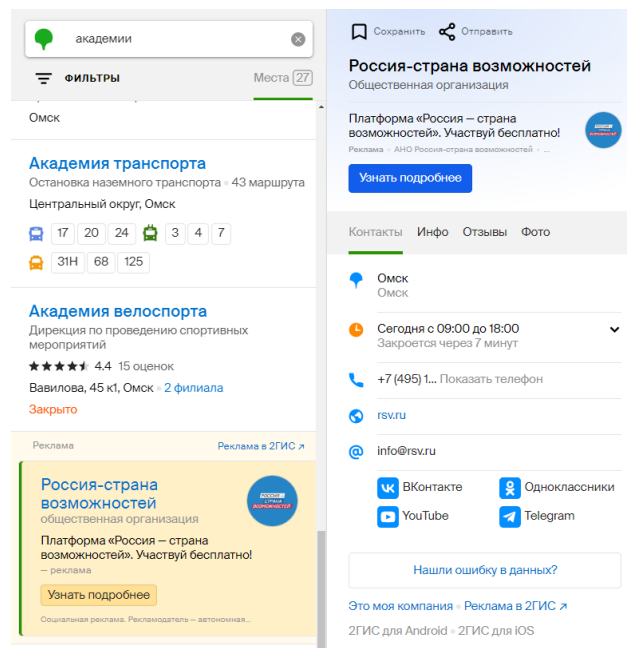 академии
ФИЛЬТРЫ
Места 27
Омск
Академия транспорта
Остановка наземного транспорта • 43 маршрута
Центральный округ, Омск
17 20 24 3 4 7
31Н 68 125
Академия велоспорта
Дирекция по проведению спортивных
мероприятий
4.4 15 оценок
Вавилова, 45 к1, Омск • 2 филиала
Закрыто
Реклама
Реклама в 2ГИС ↗
Россия-страна
возможностей
общественная организация
РОССИЯ –
СТРАНА
ВОЗМОЖНОСТЕЙ
Платформа «Россия — страна
возможностей». Участвуй бесплатно!
— реклама
Узнать подробнее
Социальная реклама. Рекламодатель — автономная...
Сохранить Отправить
Россия-страна возможностей
Общественная организация
Платформа «Россия — страна
возможностей». Участвуй бесплатно!
Реклама • АНО Россия-страна возможностей • ...
Узнать подробнее
Контакты Инфо Отзывы Фото
Омск
Омск
Сегодня с 09:00 до 18:00
Закроется через 7 минут
+7 (495) 1... Показать телефон
rsv.ru
info@rsv.ru
ВКонтакте Одноклассники
YouTube Telegram
Нашли ошибку в данных?
Это моя компания • Реклама в 2ГИС ↗
2ГИС для Android • 2ГИС для iOS